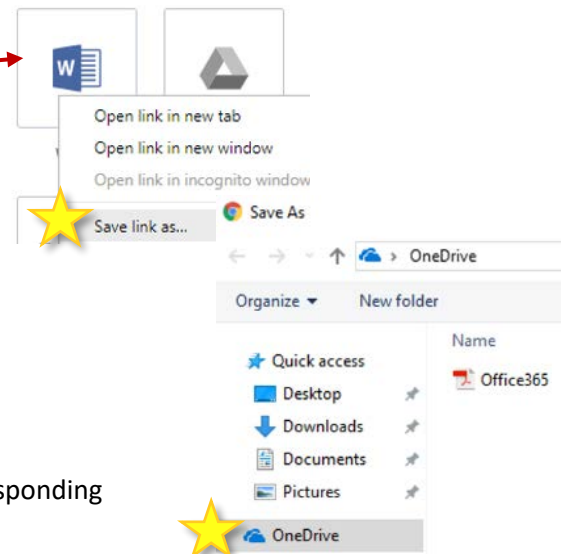 W
Open link in new tab
Open link in new window
Open link in incognito window
Save link as...
Save As
OneDrive
Organize
New folder
Name
Quick access
Office365
Desktop
Downloads
Documents
Pictures
sponding
OneDrive